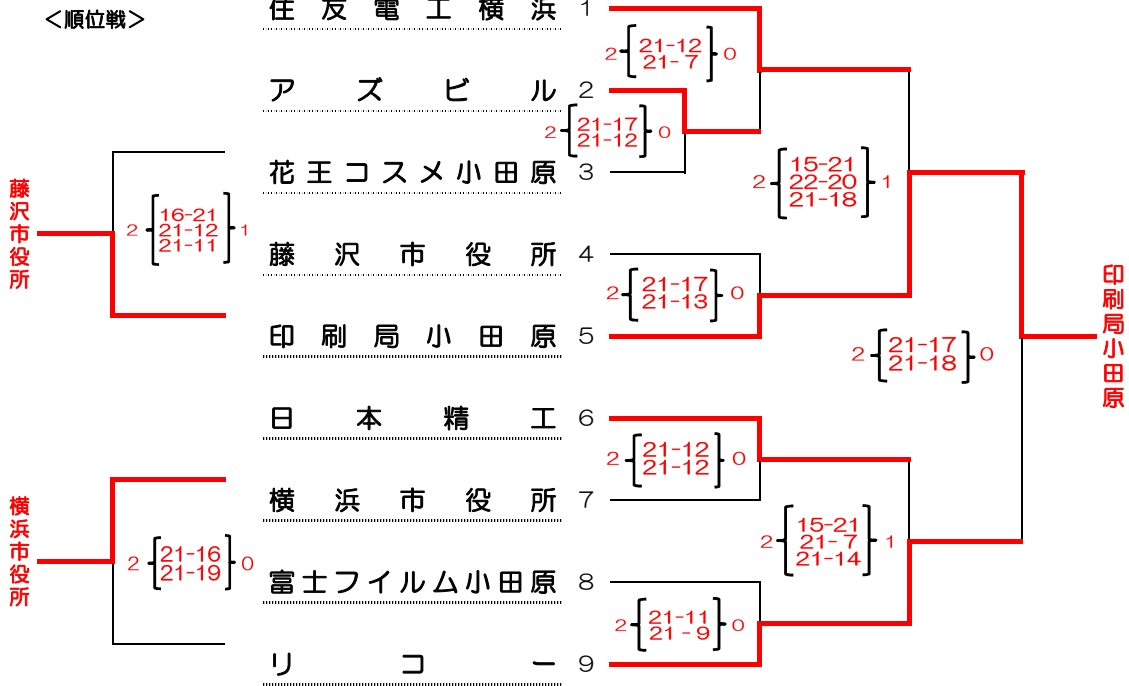 ＜順位戦＞
住友電工横浜 1
2 21-12 0
21- 7
アズビル 2
2 21-17 0
21-12
花王コスメ小田原 3
2 15-21 1
22-20
21-18
藤沢市役所
2 16-21 1
21-12
21-11
藤沢市役所 4
2 21-17 0
21-13
印刷局小田原 5
印刷局小田原
2 21-17 0
21-18
日本精工 6
2 21-12 0
21-12
横浜市役所 7
横浜市役所
2 21-16 0
21-19
2 15-21 1
21- 7
21-14
富士フイルム小田原 8
2 21-11 0
21 - 9
リコー 9